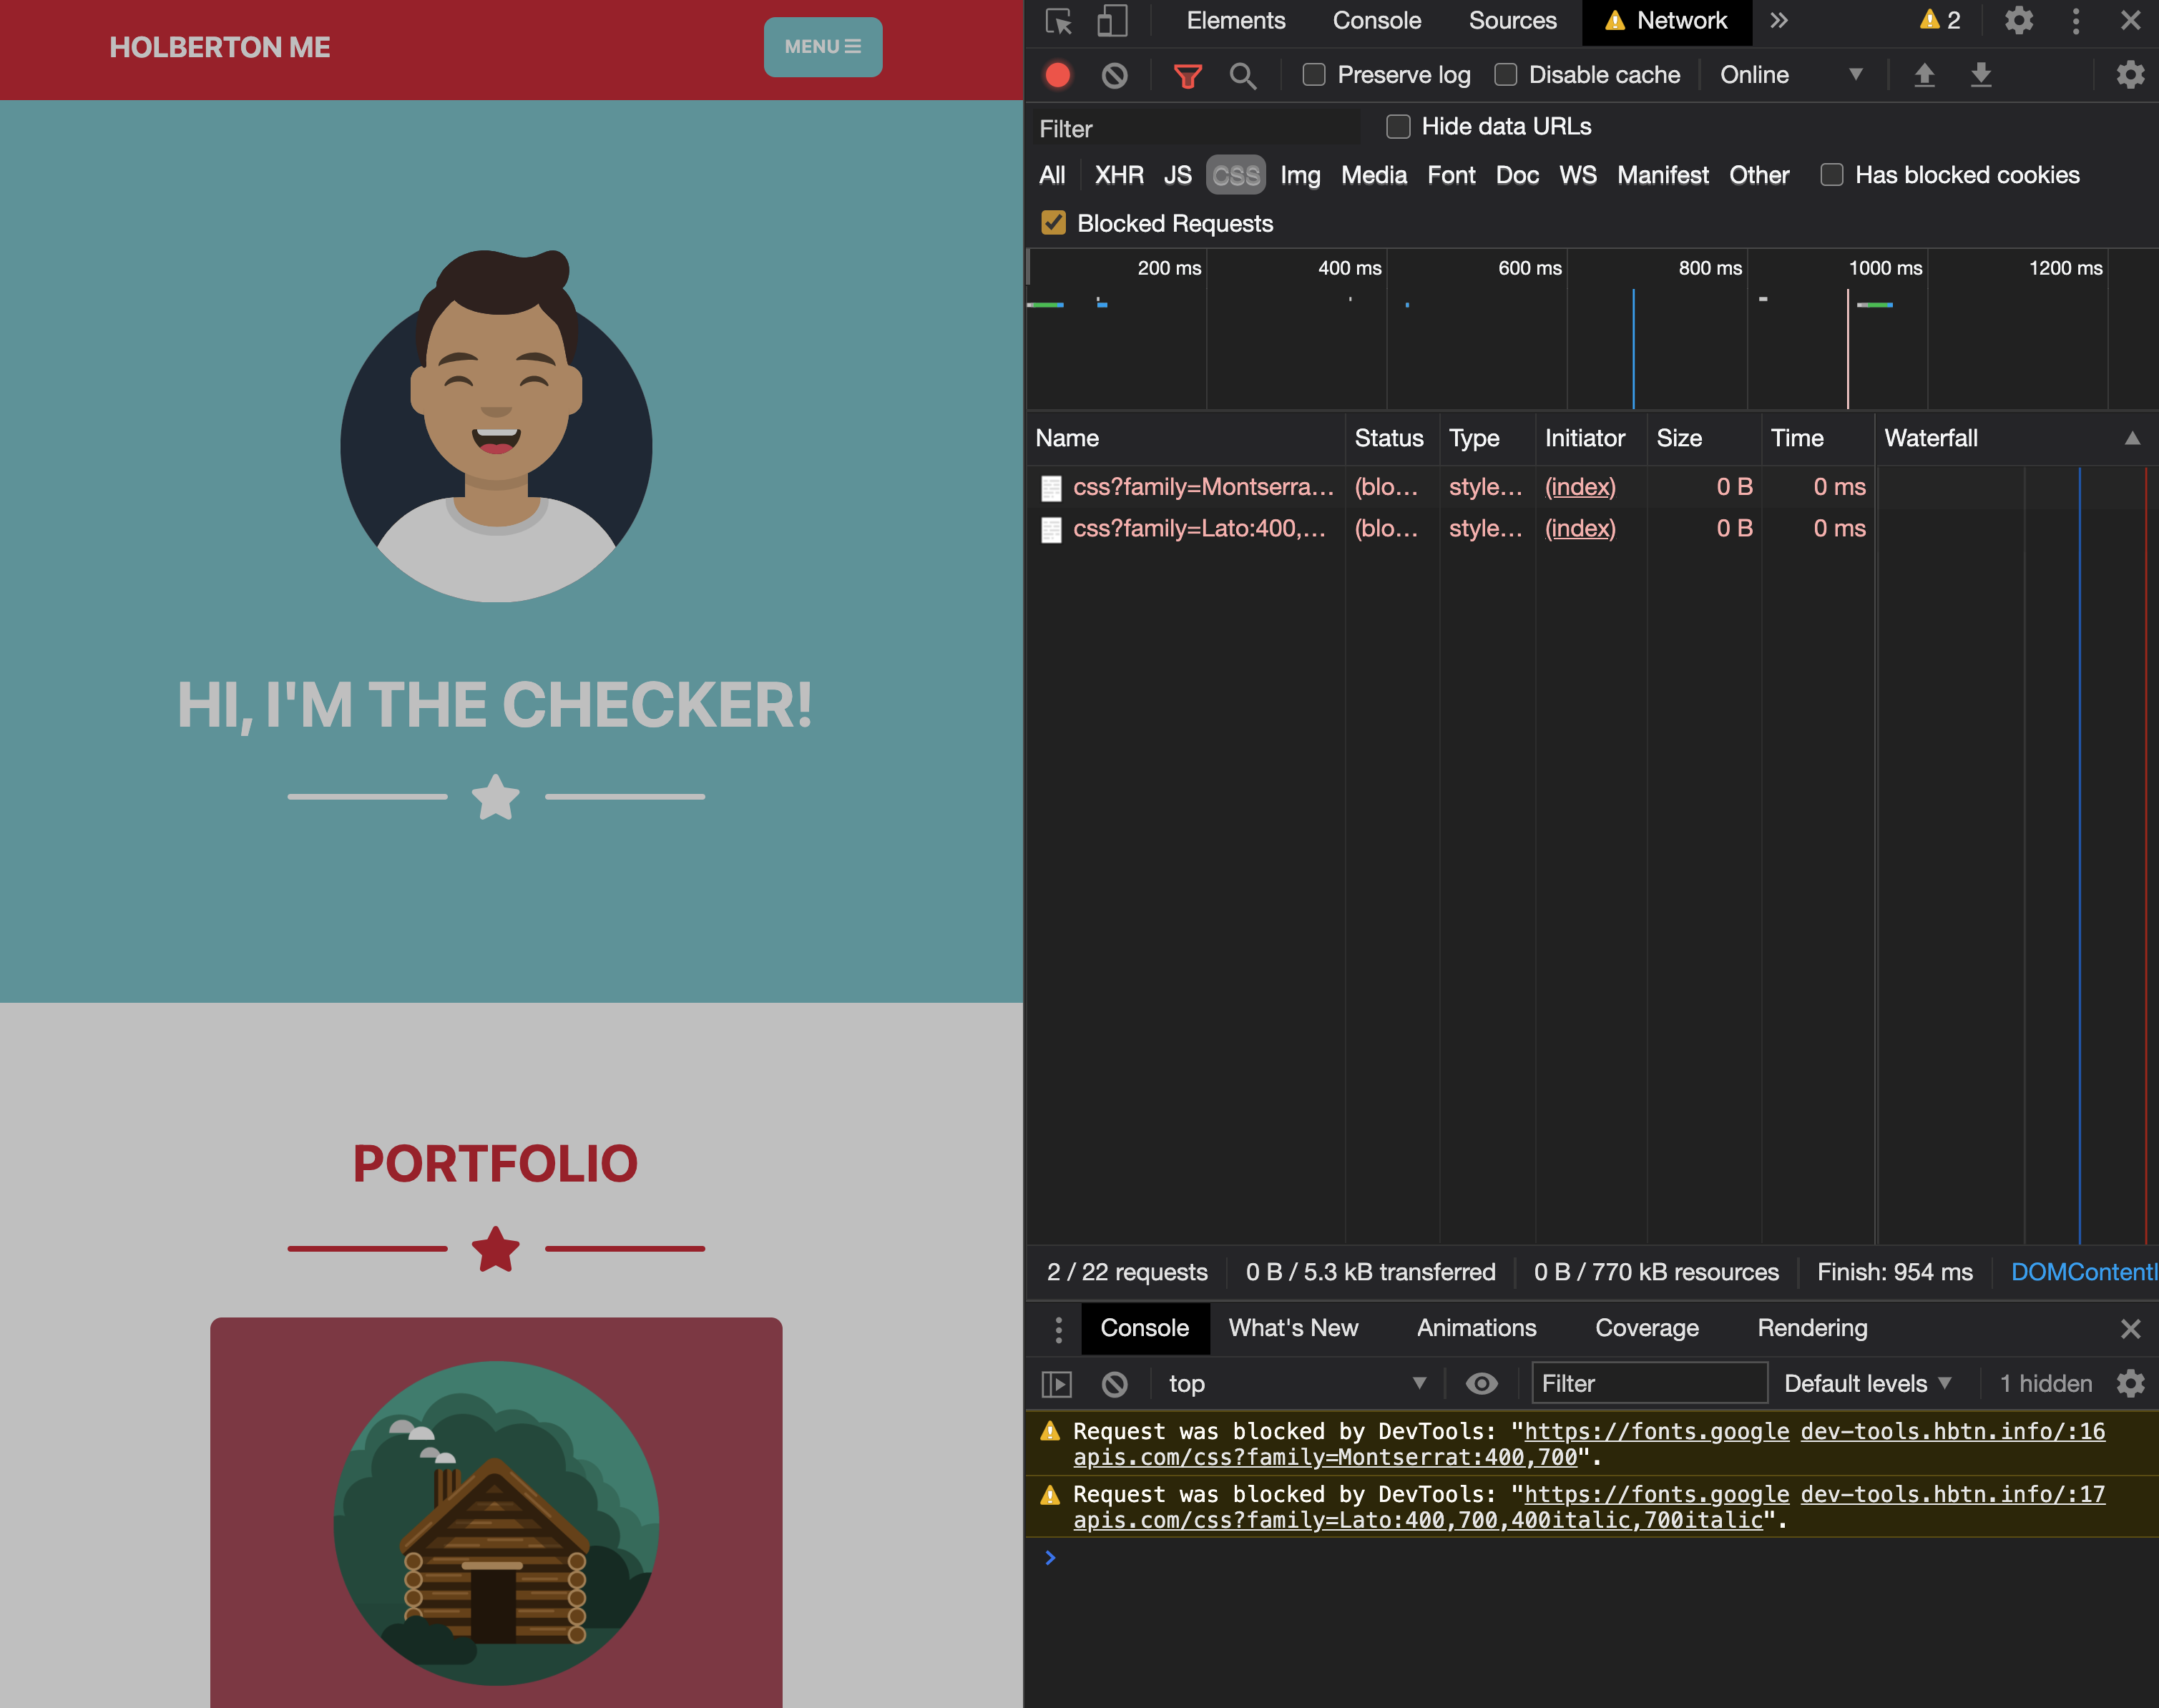 HOLBERTON ME
MENU
HI, I'M THE CHECKER!
PORTFOLIO
Elements Console Sources Network 2
Preserve log Disable cache Online
Filter Hide data URLs
All XHR JS CSS Img Media Font Doc WS Manifest Other Has blocked cookies
Blocked Requests
200 ms 400 ms 600 ms 800 ms 1000 ms 1200 ms
Name Status Type Initiator Size Time Waterfall
css?family=Montserra… (blo… style… (index) 0 B 0 ms
css?family=Lato:400,… (blo… style… (index) 0 B 0 ms
2 / 22 requests 0 B / 5.3 kB transferred 0 B / 770 kB resources Finish: 954 ms DOMContentl
Console What's New Animations Coverage Rendering
top Filter Default levels 1 hidden
Request was blocked by DevTools: "https://fonts.google dev-tools.hbtn.info/:16
apis.com/css?family=Montserrat:400,700".
Request was blocked by DevTools: "https://fonts.google dev-tools.hbtn.info/:17
apis.com/css?family=Lato:400,700,400italic,700italic".